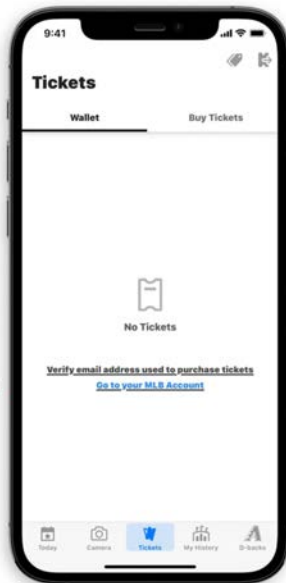 9:41
Tickets
Wallet Buy Tickets
No Tickets
Verify email address used to purchase tickets
Go to your MLB Account
Today Camera Tickets My History D-backs